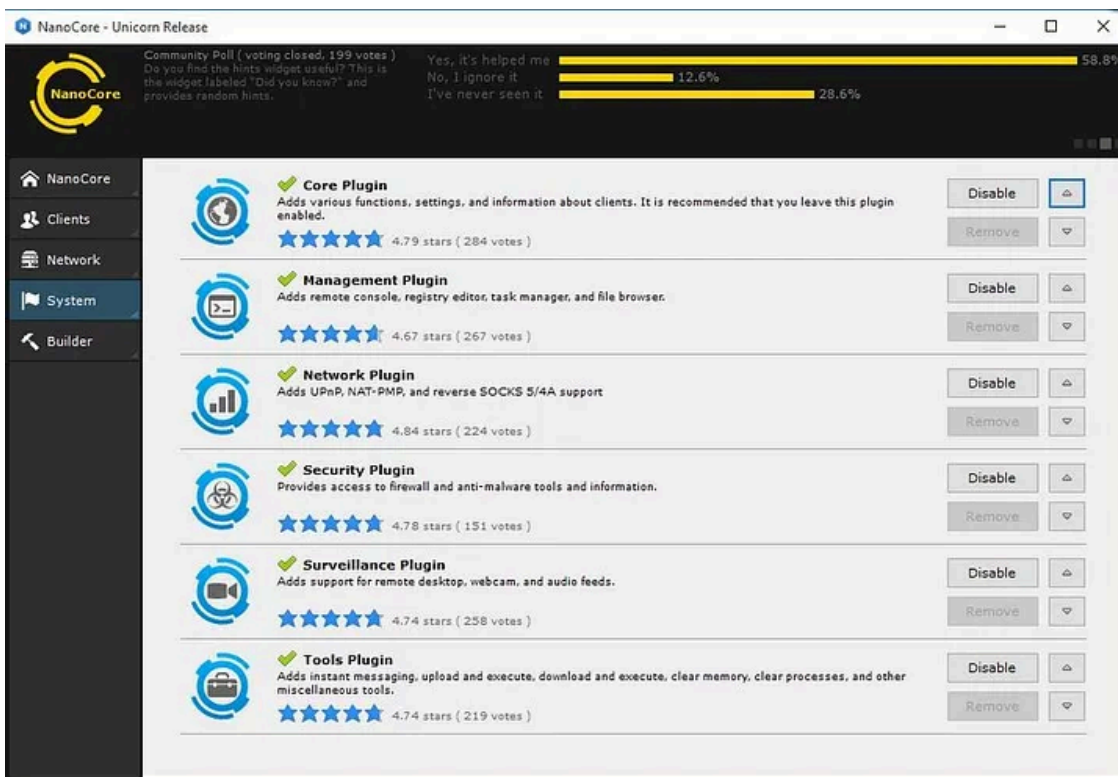 NanoCore - Unicorn Release
NanoCore
Community Poll ( voting closed, 199 votes )
Do you find the hints widget useful? This is
the widget labeled "Did you know?" and
provides random hints.
Yes, it's helped me 58.8%
No, I ignore it 12.6%
I've never seen it 28.6%
NanoCore
Clients
Network
System
Builder
Core Plugin
Adds various functions, settings, and information about clients. It is recommended that you leave this plugin
enabled.
4.79 stars ( 284 votes )
Disable
Remove
Management Plugin
Adds remote console, registry editor, task manager, and file browser.
4.67 stars ( 267 votes )
Disable
Remove
Network Plugin
Adds UPnP, NAT-PMP, and reverse SOCKS 5/4A support
4.84 stars ( 224 votes )
Disable
Remove
Security Plugin
Provides access to firewall and anti-malware tools and information.
4.78 stars ( 151 votes )
Disable
Remove
Surveillance Plugin
Adds support for remote desktop, webcam, and audio feeds.
4.74 stars ( 258 votes )
Disable
Remove
Tools Plugin
Adds instant messaging, upload and execute, download and execute, clear memory, clear processes, and other
miscellaneous tools.
4.74 stars ( 219 votes )
Disable
Remove